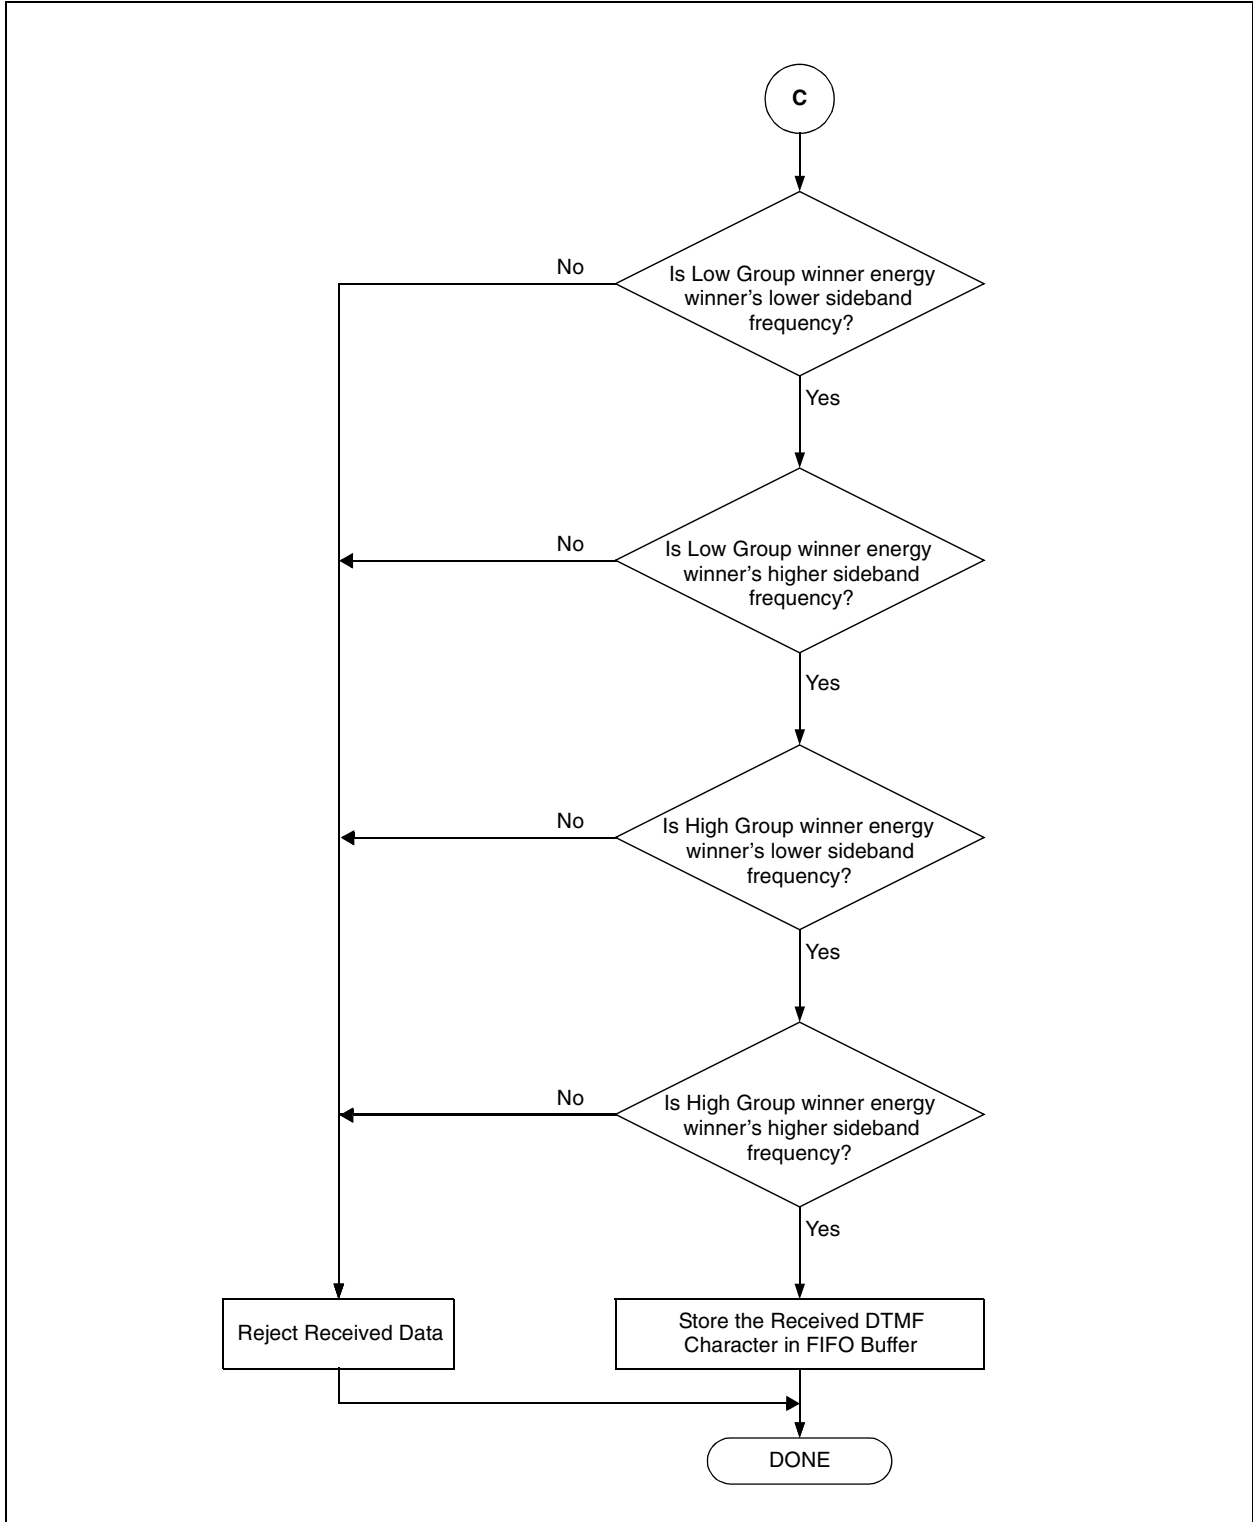 C
No
Is Low Group winner energy
winner's lower sideband
frequency?
Yes
No
Is Low Group winner energy
winner's higher sideband
frequency?
Yes
No
Is High Group winner energy
winner's lower sideband
frequency?
Yes
No
Is High Group winner energy
winner's higher sideband
frequency?
Yes
Reject Received Data
Store the Received DTMF
Character in FIFO Buffer
DONE